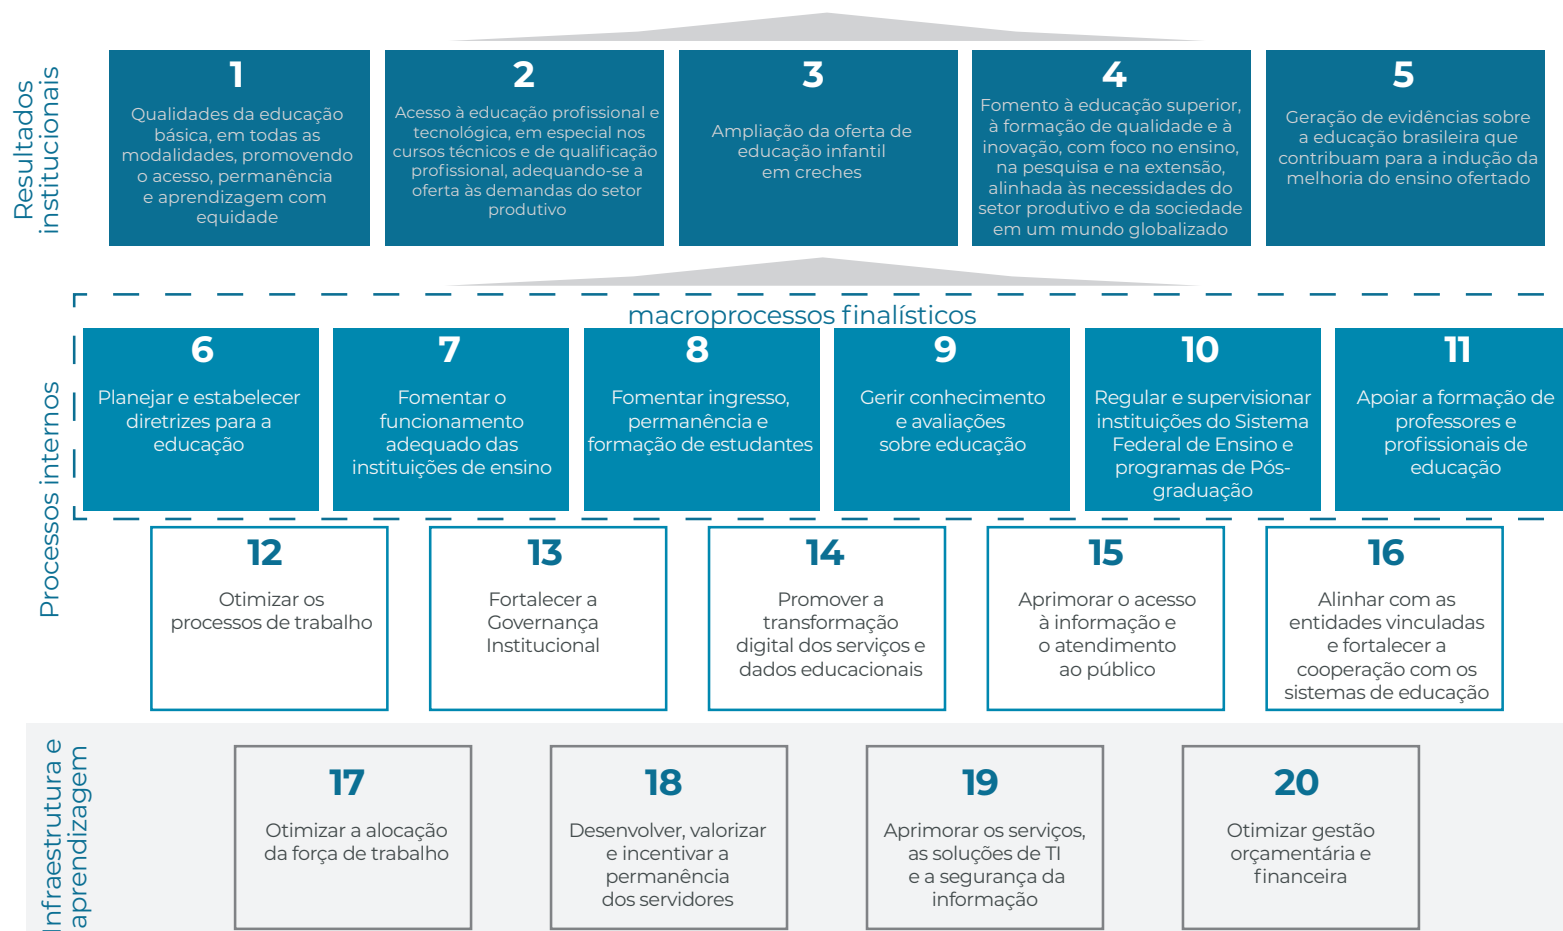 Resultados
institucionais
1
Qualidades da educação
básica, em todas as
modalidades, promovendo
o acesso, permanência
e aprendizagem com
equidade
2
Acesso à educação profissional e
tecnológica, em especial nos
cursos técnicos e de qualificação
profissional, adequando-se a
oferta às demandas do setor
produtivo
3
Ampliação da oferta de
educação infantil
em creches
4
Fomento à educação superior,
à formação de qualidade e à
inovação, com foco no ensino,
na pesquisa e na extensão,
alinhada às necessidades do
setor produtivo e da sociedade
em um mundo globalizado
5
Geração de evidências sobre
a educação brasileira que
contribuam para a indução da
melhoria do ensino ofertado
Processos internos
macroprocessos finalísticos
6
Planejar e estabelecer
diretrizes para a
educação
7
Fomentar o
funcionamento
adequado das
instituições de ensino
8
Fomentar ingresso,
permanência e
formação de estudantes
9
Gerir conhecimento
e avaliações
sobre educação
10
Regular e supervisionar
instituições do Sistema
Federal de Ensino e
programas de Pós-
graduação
11
Apoiar a formação de
professores e
profissionais de
educação
12
Otimizar os
processos de trabalho
13
Fortalecer a
Governança
Institucional
14
Promover a
transformação
digital dos serviços e
dados educacionais
15
Aprimorar o acesso
à informação e
o atendimento
ao público
16
Alinhar com as
entidades vinculadas
e fortalecer a
cooperação com os
sistemas de educação
Infraestrutura e
aprendizagem
17
Otimizar a alocação
da força de trabalho
18
Desenvolver, valorizar
e incentivar a
permanência
dos servidores
19
Aprimorar os serviços,
as soluções de TI
e a segurança da
informação
20
Otimizar gestão
orçamentária e
financeira